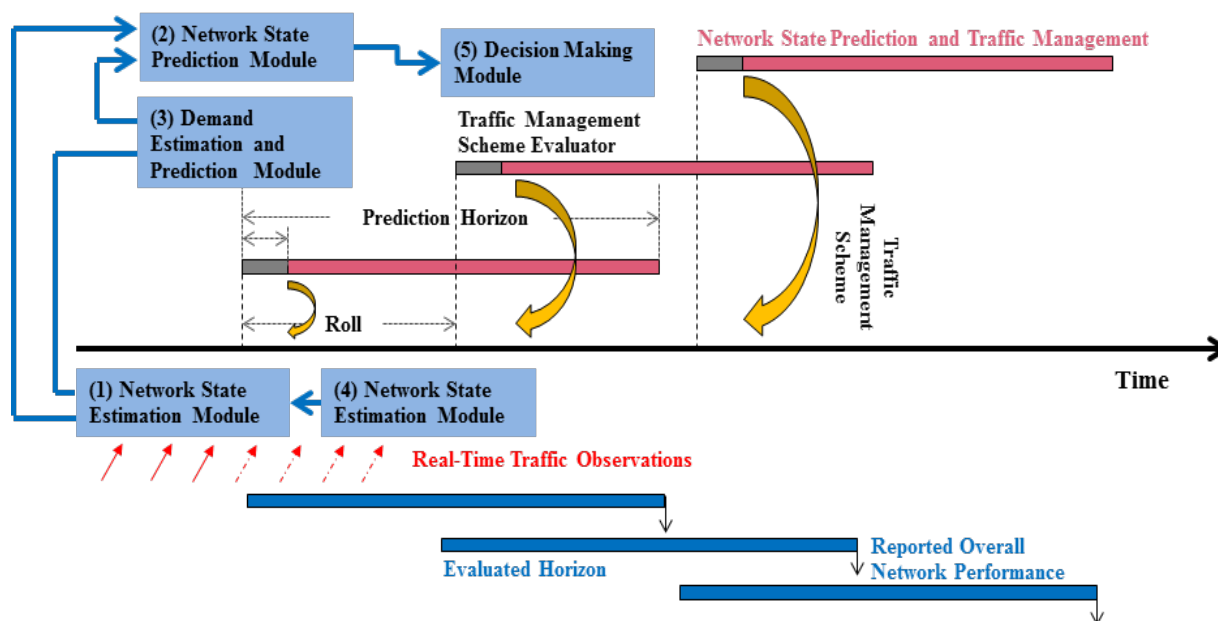 (2) Network State
Prediction Module
(5) Decision Making
Module
Network State Prediction and Traffic Management
(3) Demand
Estimation and
Prediction Module
Traffic Management
Scheme Evaluator
Prediction Horizon
Traffic
Management
Scheme
Roll
Time
(1) Network State
Estimation Module
(4) Network State
Estimation Module
Real-Time Traffic Observations
Evaluated Horizon
Reported Overall
Network Performance